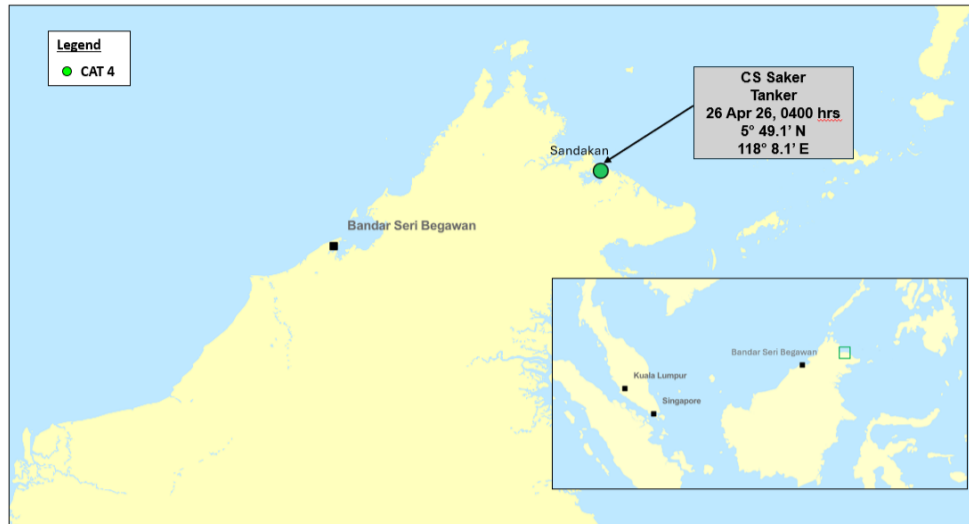 Legend
CAT 4
CS Saker
Tanker
26 Apr 26, 0400 hrs
5° 49.1’ N
118° 8.1’ E
Sandakan
Bandar Seri Begawan
Bandar Seri Begawan
Kuala Lumpur
Singapore